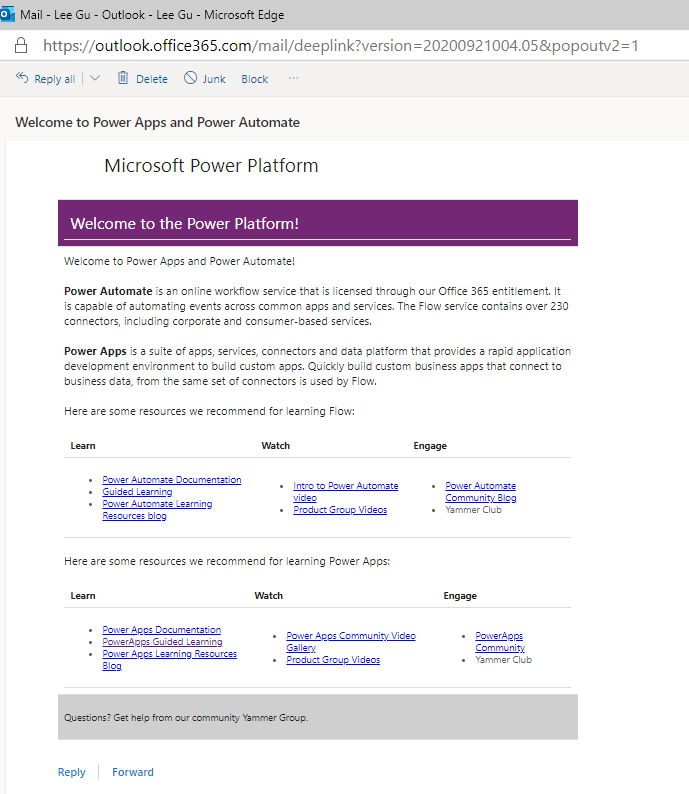 Mail - Lee Gu - Outlook - Lee Gu - Microsoft Edge
https://outlook.office365.com/mail/deeplink?version=20200921004.05&popoutv2=1
Reply all Delete Junk Block ...
Welcome to Power Apps and Power Automate
Microsoft Power Platform
Welcome to the Power Platform!
Welcome to Power Apps and Power Automate!
Power Automate is an online workflow service that is licensed through our Office 365 entitlement. It
is capable of automating events across common apps and services. The Flow service contains over 230
connectors, including corporate and consumer-based services.
Power Apps is a suite of apps, services, connectors and data platform that provides a rapid application
development environment to build custom apps. Quickly build custom business apps that connect to
business data, from the same set of connectors is used by Flow.
Here are some resources we recommend for learning Flow:
Learn Watch Engage
• Power Automate Documentation
• Guided Learning
• Power Automate Learning
Resources blog
• Intro to Power Automate
video
• Product Group Videos
• Power Automate
Community Blog
• Yammer Club
Here are some resources we recommend for learning Power Apps:
Learn Watch Engage
• Power Apps Documentation
• PowerApps Guided Learning
• Power Apps Learning Resources
Blog
• Power Apps Community Video
Gallery
• Product Group Videos
• PowerApps
Community
• Yammer Club
Questions? Get help from our community Yammer Group.
Reply Forward